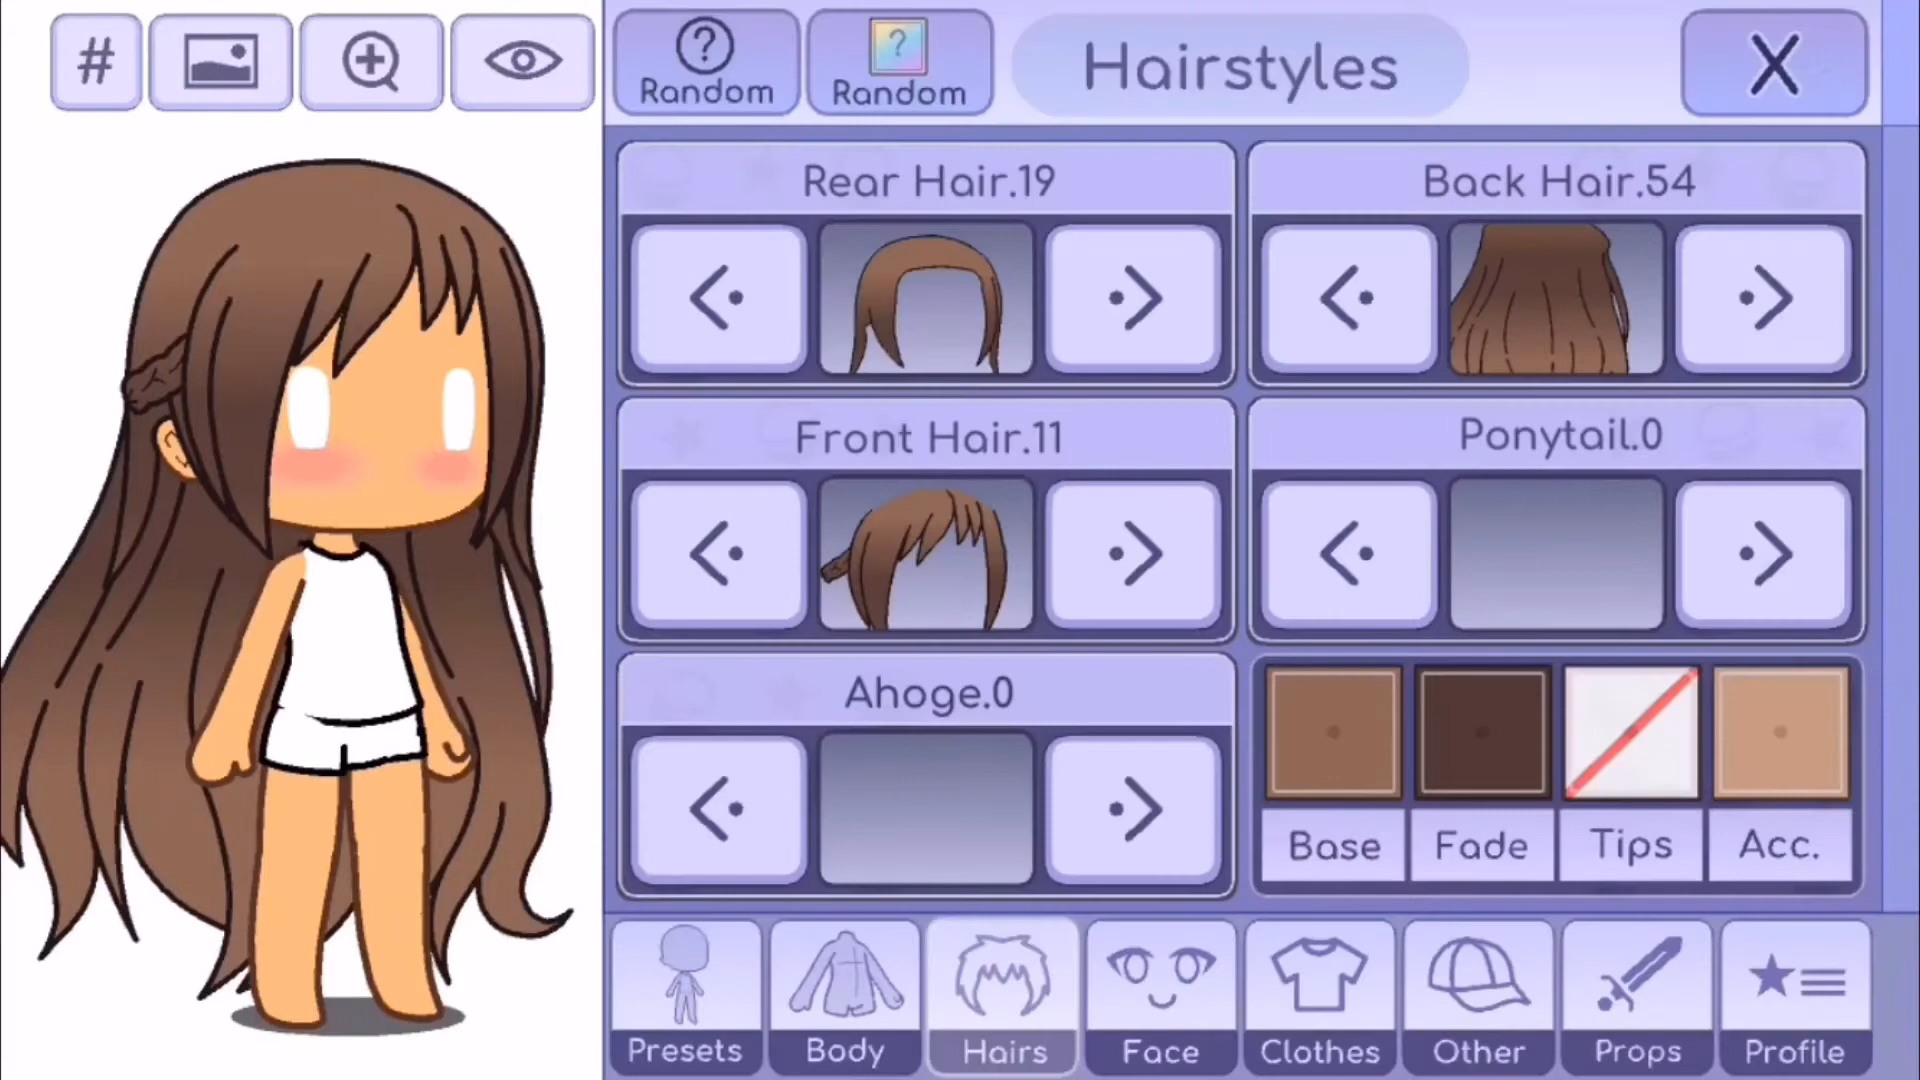 #
? Random
? Random
Hairstyles
X
Rear Hair.19
Back Hair.54
Front Hair.11
Ponytail.0
Ahoge.0
Base
Fade
Tips
Acc.
Presets
Body
Hairs
Face
Clothes
Other
Props
Profile